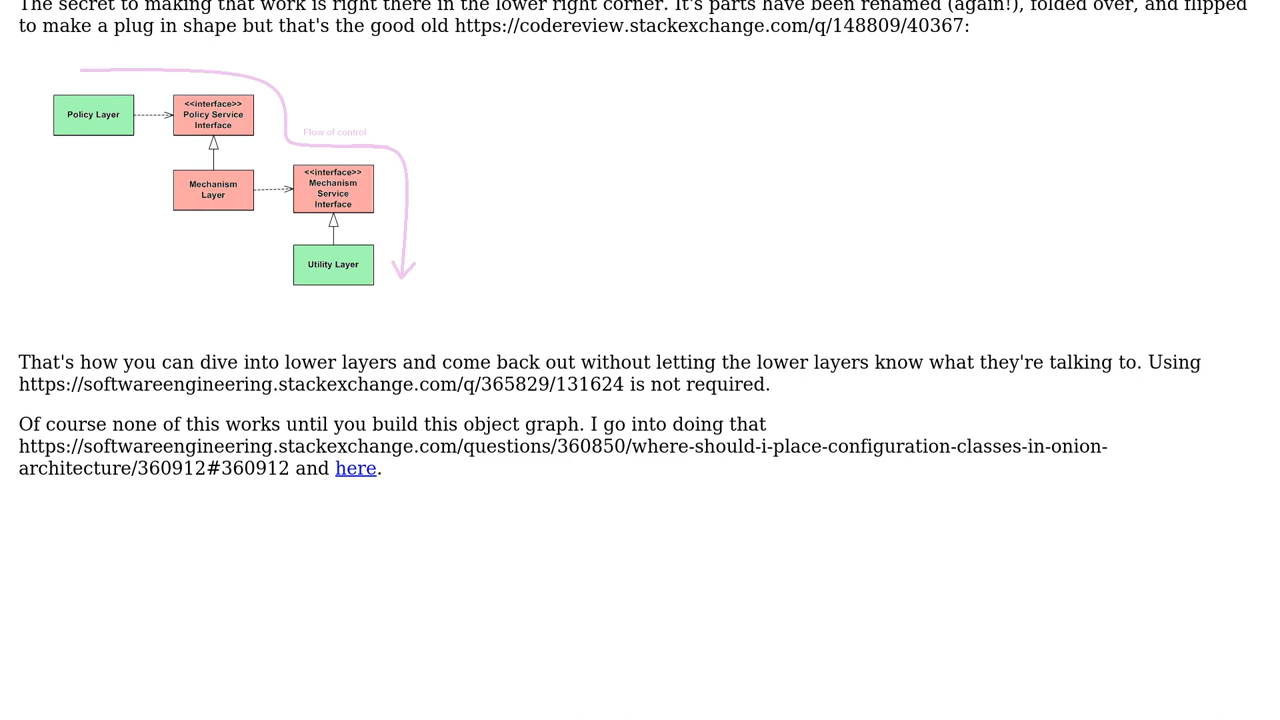 The secret to making that work is right there in the lower right corner. It's parts have been renamed (again!), folded over, and flipped
to make a plug in shape but that's the good old https://codereview.stackexchange.com/q/148809/40367:
Policy Layer
<<interface>>
Policy Service
Interface
Flow of control
Mechanism
Layer
<<interface>>
Mechanism
Service
Interface
Utility Layer
That's how you can dive into lower layers and come back out without letting the lower layers know what they're talking to. Using
https://softwareengineering.stackexchange.com/q/365829/131624 is not required.
Of course none of this works until you build this object graph. I go into doing that
https://softwareengineering.stackexchange.com/questions/360850/where-should-i-place-configuration-classes-in-onion-
architecture/360912#360912 and here.